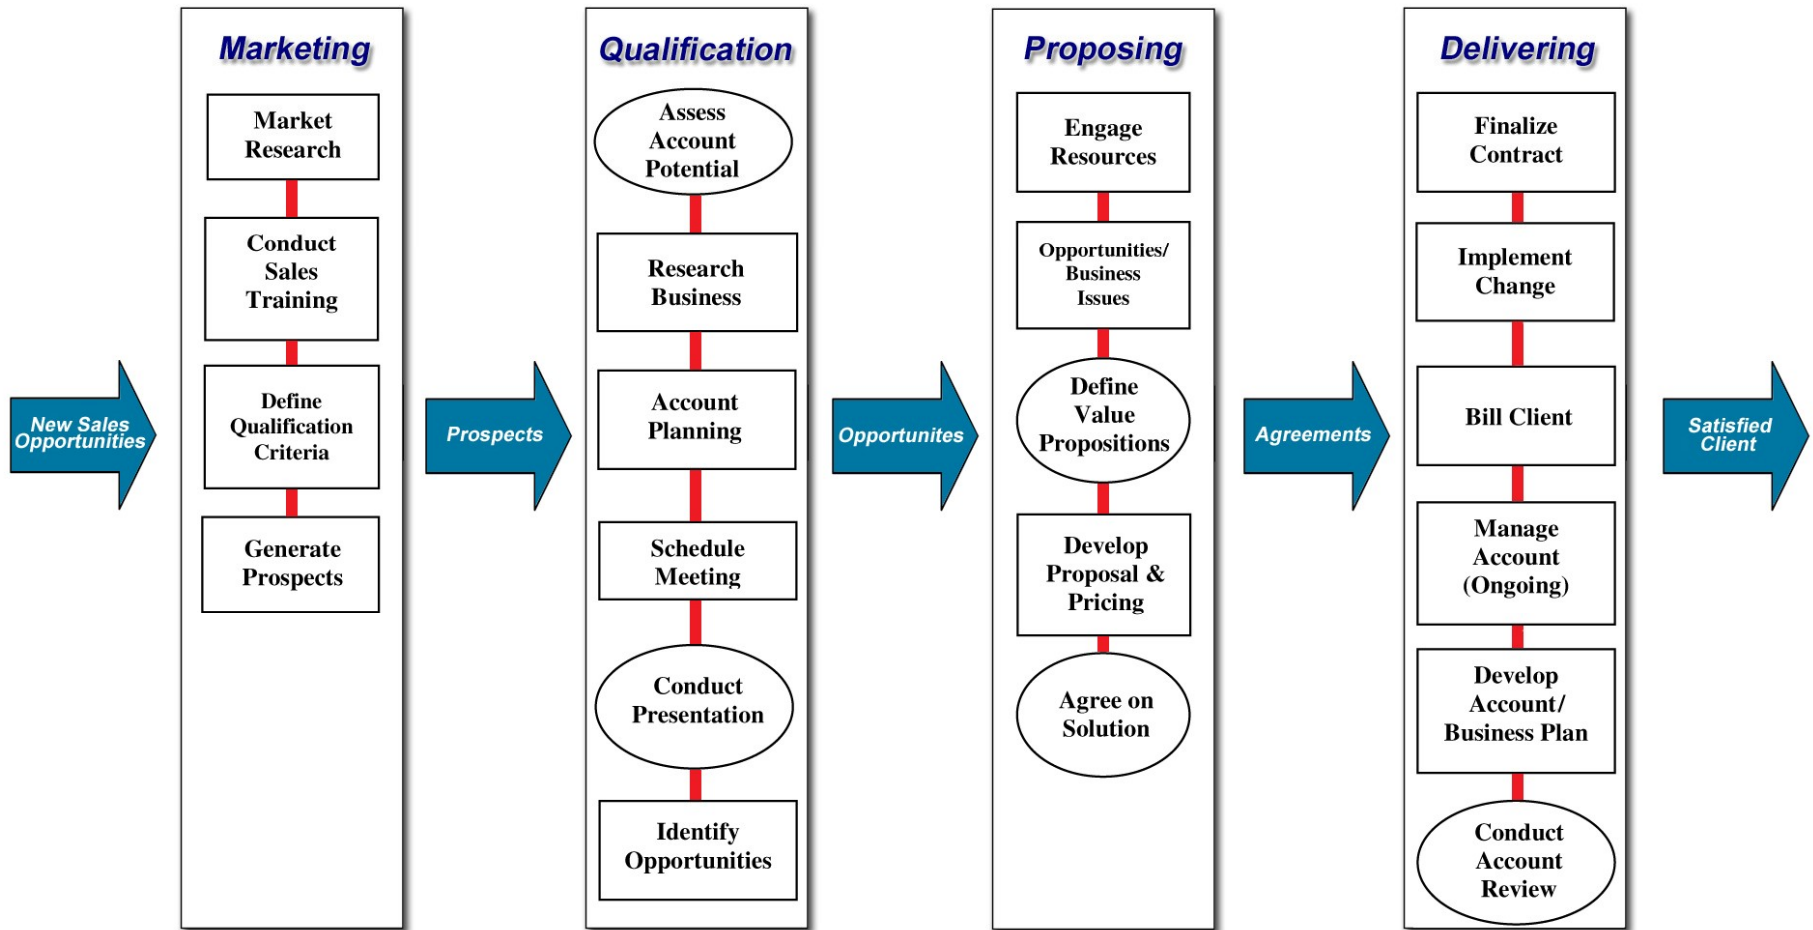 Marketing
Market
Research
Conduct
Sales
Training
Define
Qualification
Criteria
Generate
Prospects
Qualification
Assess
Account
Potential
Research
Business
Account
Planning
Schedule
Meeting
Conduct
Presentation
Identify
Opportunities
Proposing
Engage
Resources
Opportunities/
Business
Issues
Define
Value
Propositions
Develop
Proposal &
Pricing
Agree on
Solution
Delivering
Finalize
Contract
Implement
Change
Bill Client
Manage
Account
(Ongoing)
Develop
Account/
Business Plan
Conduct
Account
Review
New Sales
Opportunities
Prospects
Opportunites
Agreements
Satisfied
Client